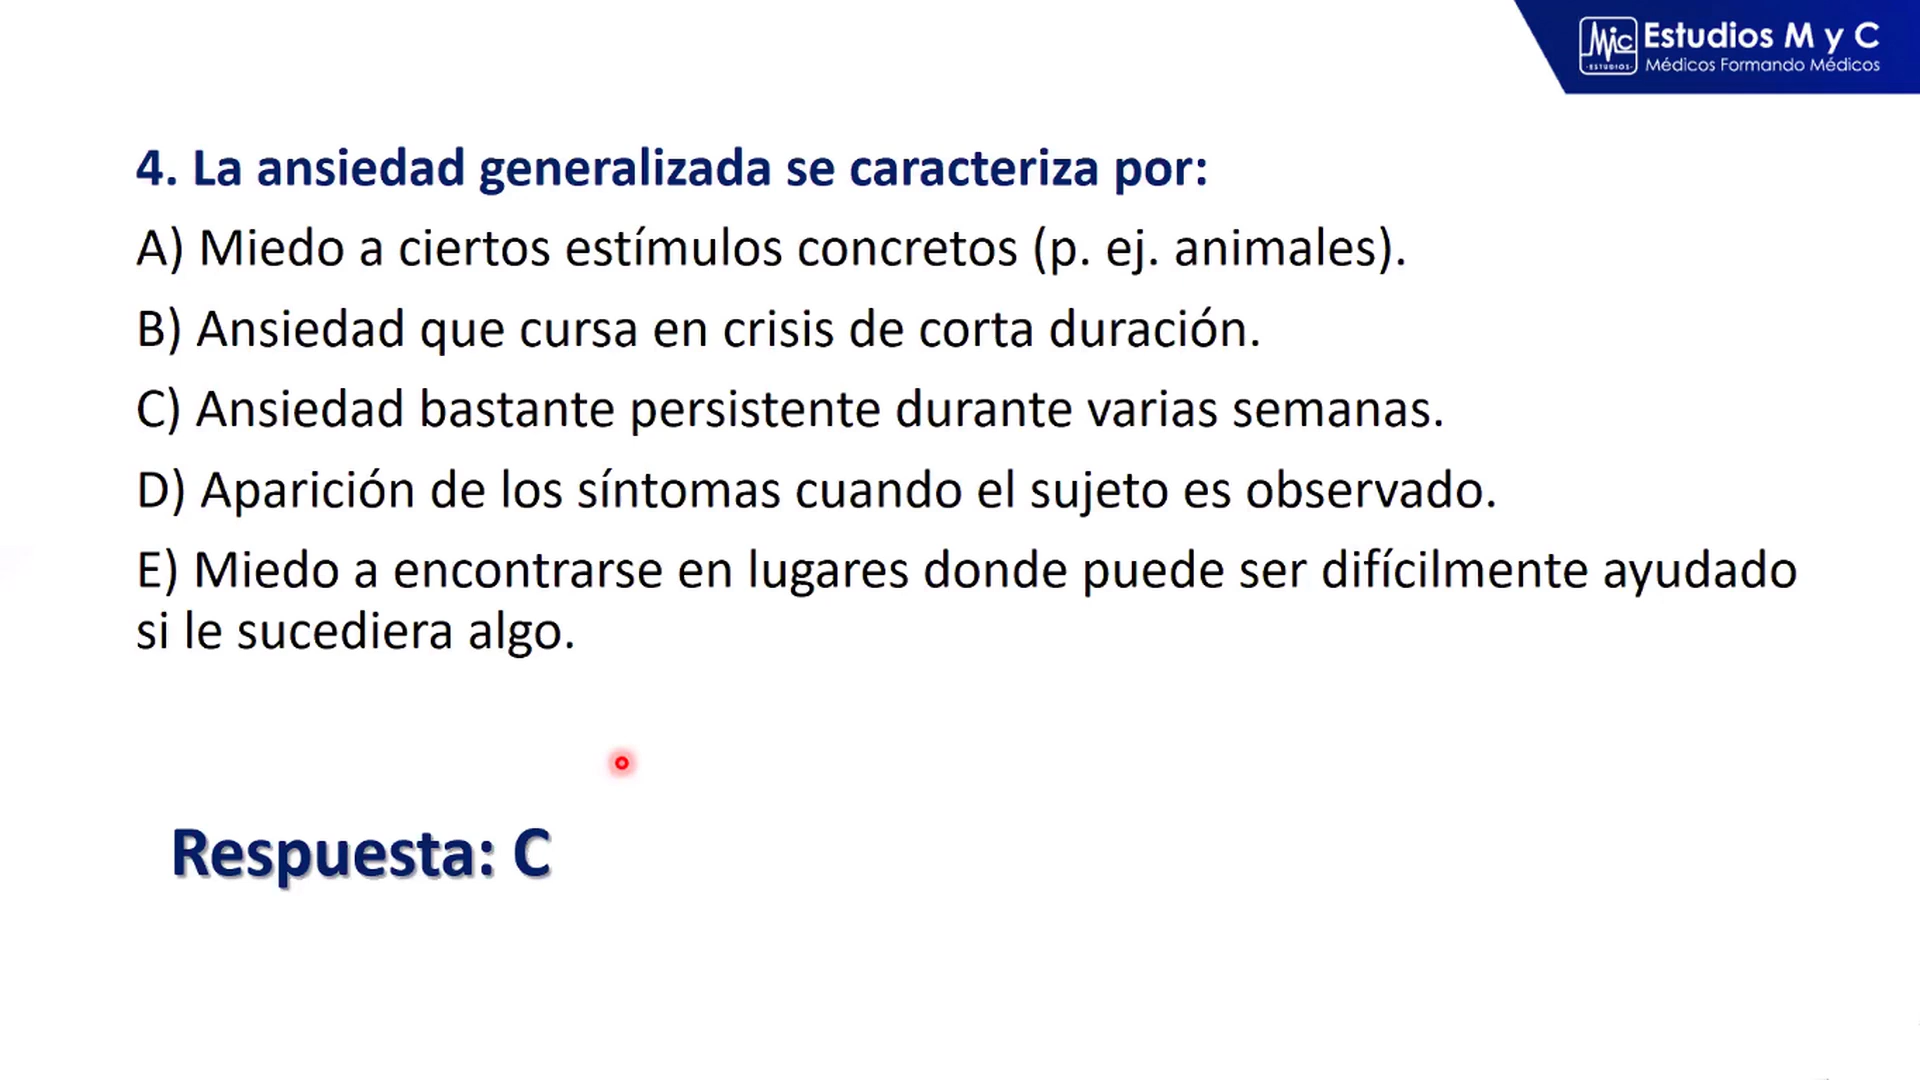 Mic
ESTUDIOS
Estudios M y C
Médicos Formando Médicos
4. La ansiedad generalizada se caracteriza por:
A) Miedo a ciertos estímulos concretos (p. ej. animales).
B) Ansiedad que cursa en crisis de corta duración.
C) Ansiedad bastante persistente durante varias semanas.
D) Aparición de los síntomas cuando el sujeto es observado.
E) Miedo a encontrarse en lugares donde puede ser difícilmente ayudado
si le sucediera algo.
Respuesta: C